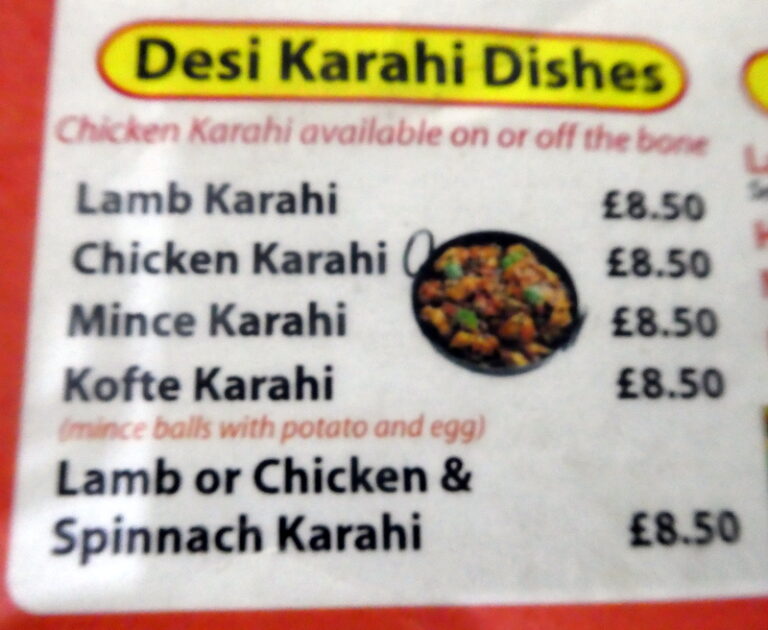 Desi Karahi Dishes
Chicken Karahi available on or off the bone
Lamb Karahi £8.50
Chicken Karahi £8.50
Mince Karahi £8.50
Kofte Karahi £8.50
(mince balls with potato and egg)
Lamb or Chicken &
Spinnach Karahi £8.50